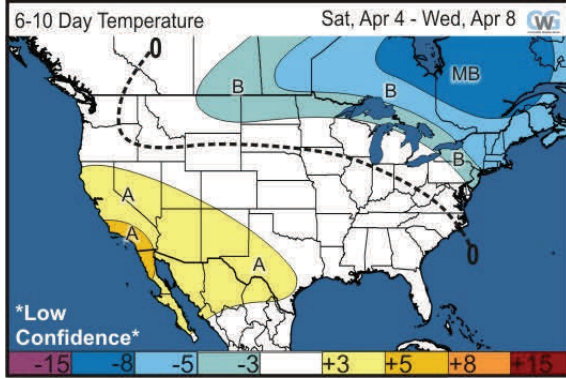 6-10 Day Temperature
Sat, Apr 4 - Wed, Apr 8
CWG
0
MB
B
B
B
A
A
A
0
*Low
Confidence*
-15 -8 -5 -3 +3 +5 +8 +15